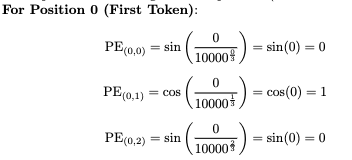 For Position 0 (First Token):
PE(0,0) = sin ( 0 / 10000^(0/3) ) = sin(0) = 0
PE(0,1) = cos ( 0 / 10000^(1/3) ) = cos(0) = 1
PE(0,2) = sin ( 0 / 10000^(2/3) ) = sin(0) = 0